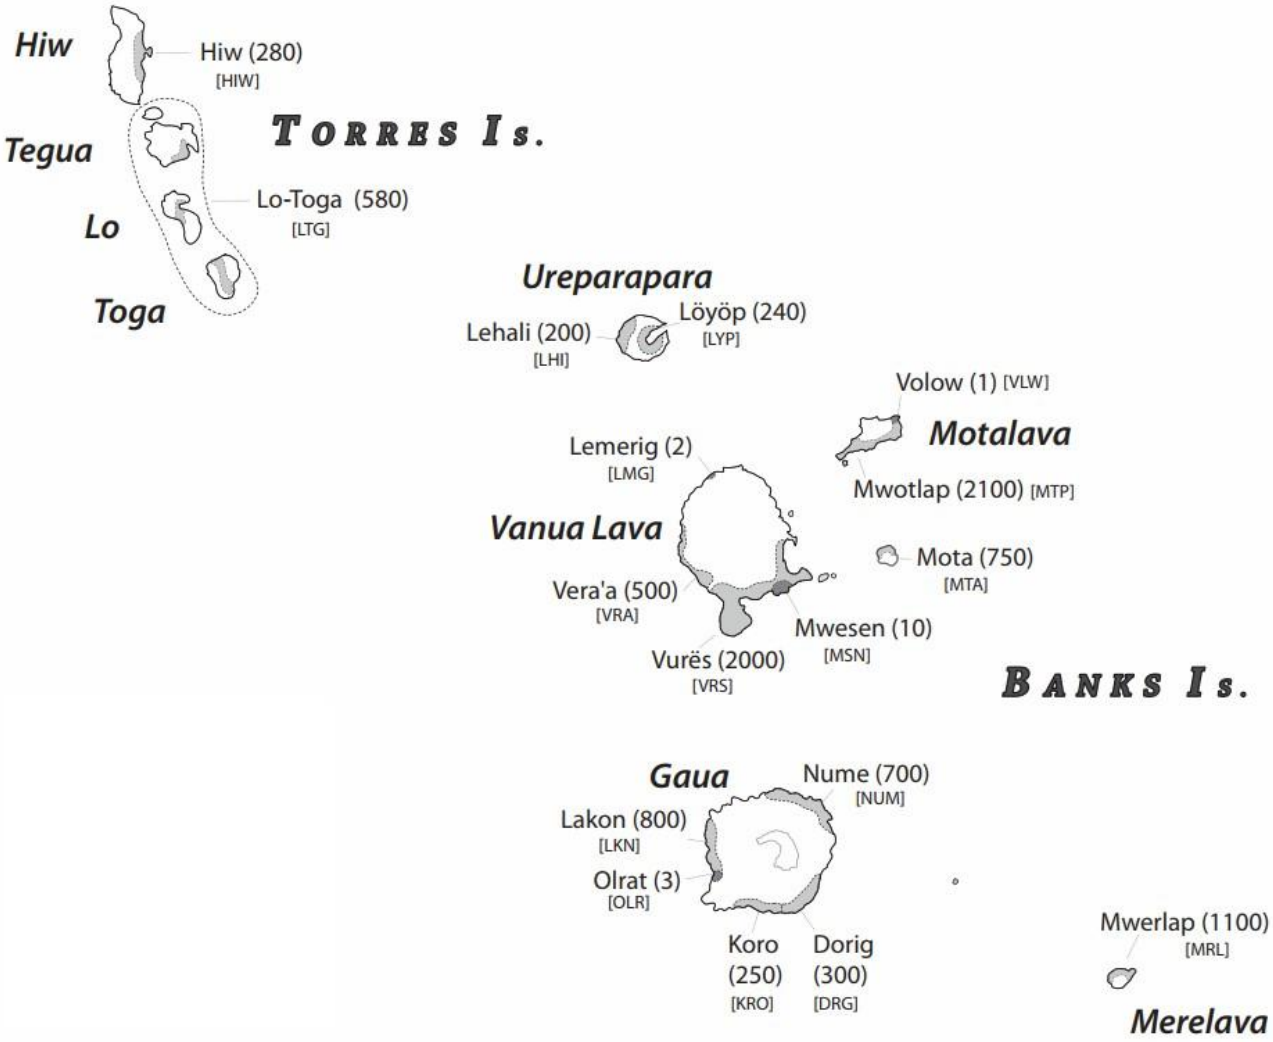 Hiw
Hiw (280)
[HIW]
TORRES Is.
Tegua
Lo-Toga (580)
[LTG]
Lo
Toga
Ureparapara
Löyöp (240)
[LYP]
Lehali (200)
[LHI]
Volow (1) [VLW]
Motalava
Lemerig (2)
[LMG]
Mwotlap (2100) [MTP]
Vanua Lava
Mota (750)
[MTA]
Vera'a (500)
[VRA]
Mwesen (10)
[MSN]
Vurës (2000)
[VRS]
BANKS Is.
Gaua
Nume (700)
[NUM]
Lakon (800)
[LKN]
Olrat (3)
[OLR]
Koro
(250)
[KRO]
Dorig
(300)
[DRG]
Mwerlap (1100)
[MRL]
Merelava